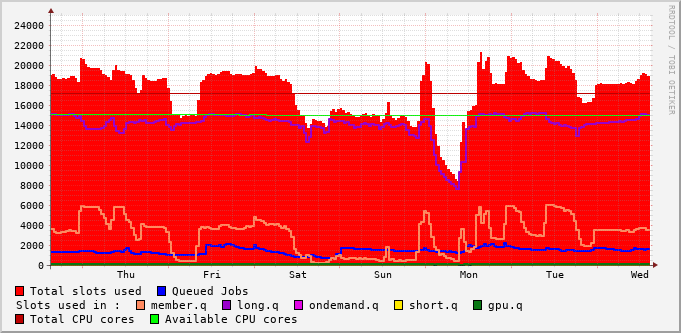 RRDTOOL / TOBI OETIKER
24000
22000
20000
18000
16000
14000
12000
10000
8000
6000
4000
2000
0
Thu Fri Sat Sun Mon Tue Wed
Total slots used Queued Jobs
Slots used in : member.q long.q ondemand.q short.q gpu.q
Total CPU cores Available CPU cores